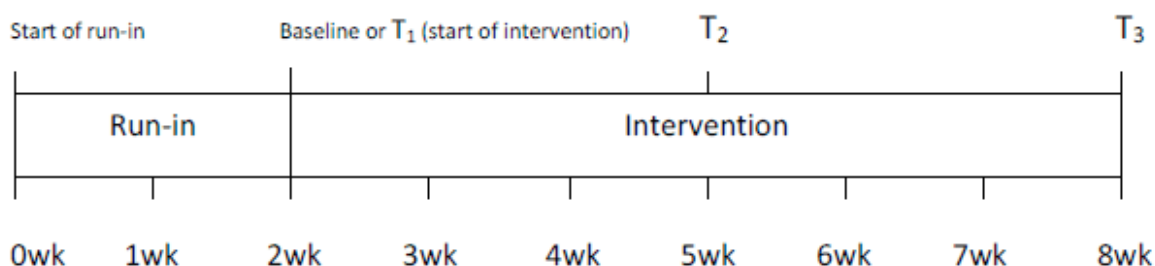 Start of run-in Baseline or T₁ (start of intervention) T₂ T₃
Run-in Intervention
0wk 1wk 2wk 3wk 4wk 5wk 6wk 7wk 8wk